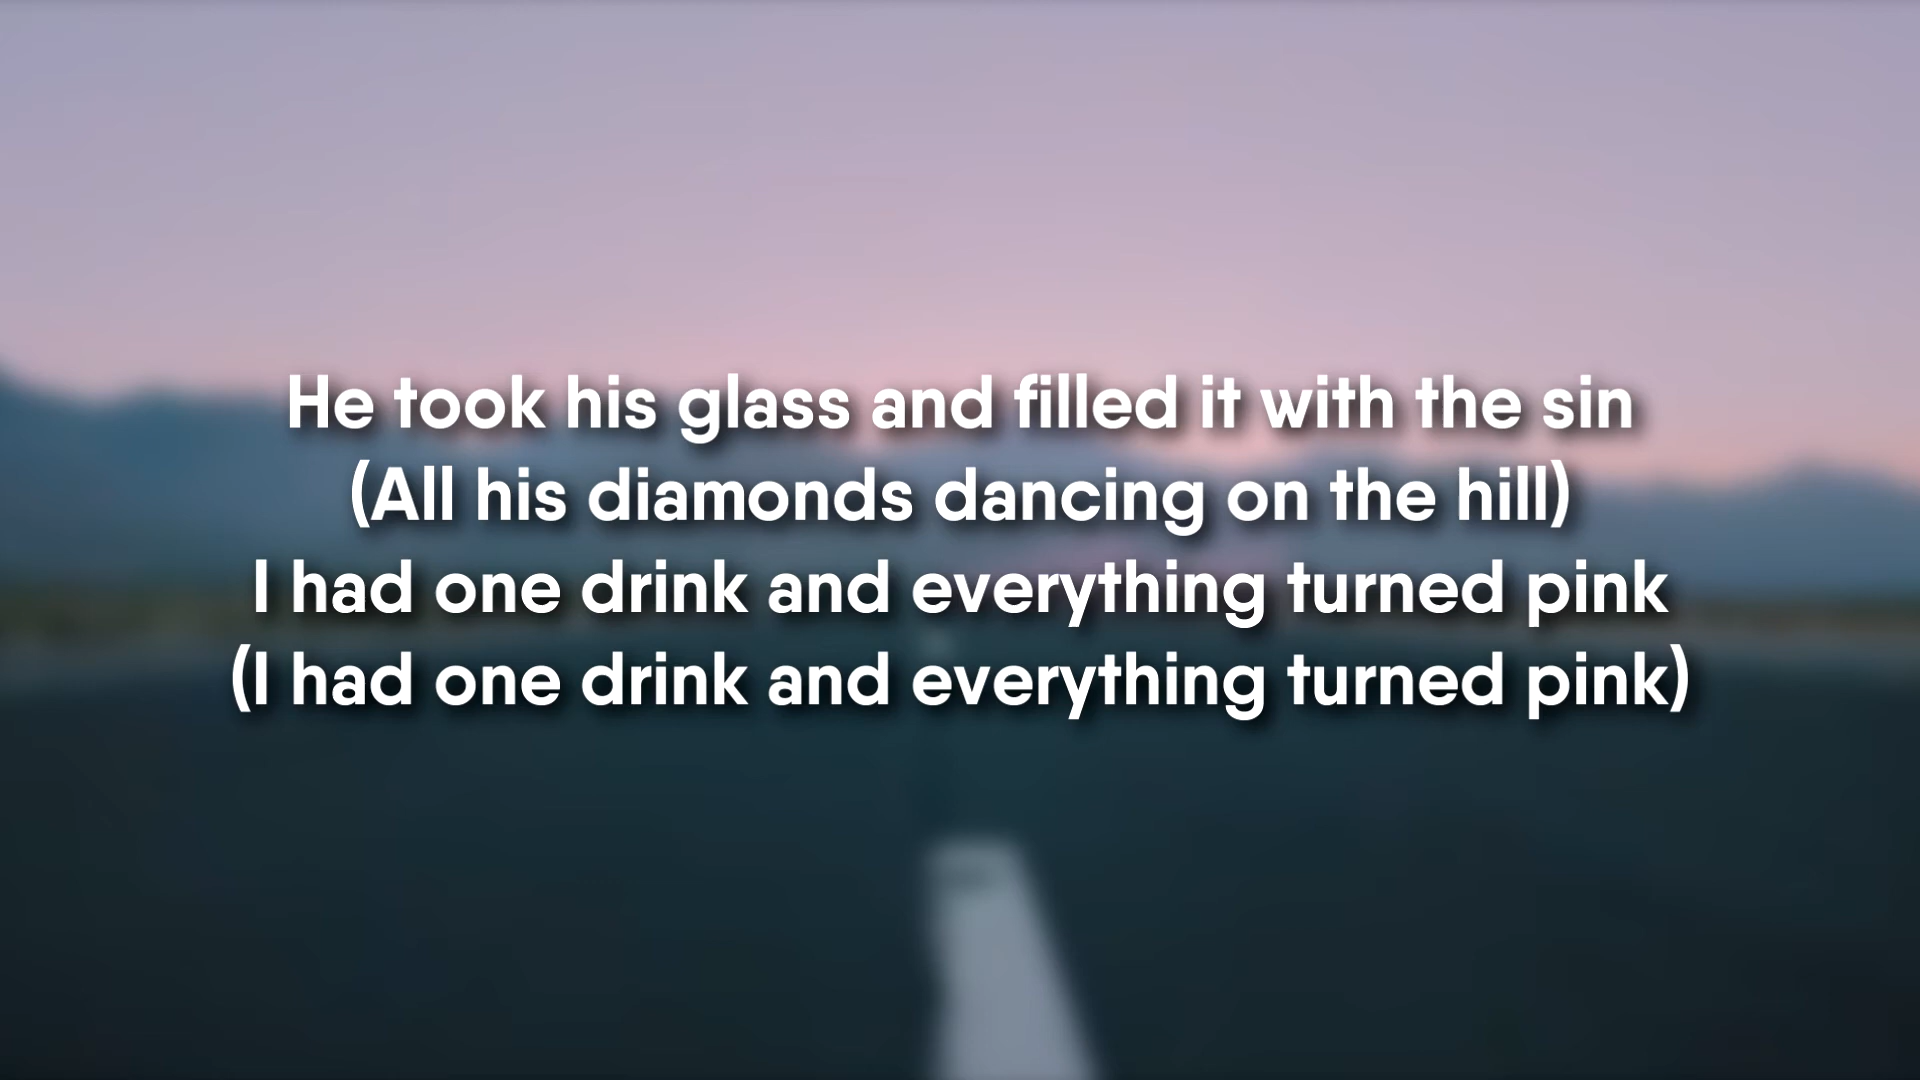 He took his glass and filled it with the sin
(All his diamonds dancing on the hill)
I had one drink and everything turned pink
(I had one drink and everything turned pink)